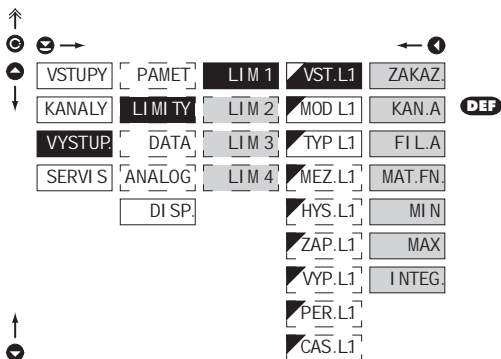 VSTUPY PAMET LIM 1 VST.L1 ZAKAZ.
KANALY LIMITY LIM 2 MOD L1 KAN.A DEF
VYSTUP. DATA LIM 3 TYP L1 FIL.A
SERVIS ANALOG LIM 4 MEZ.L1 MAT.FN.
DISP. HYS.L1 MIN
ZAP.L1 MAX
VYP.L1 INTEG.
PER.L1
CAS.L1